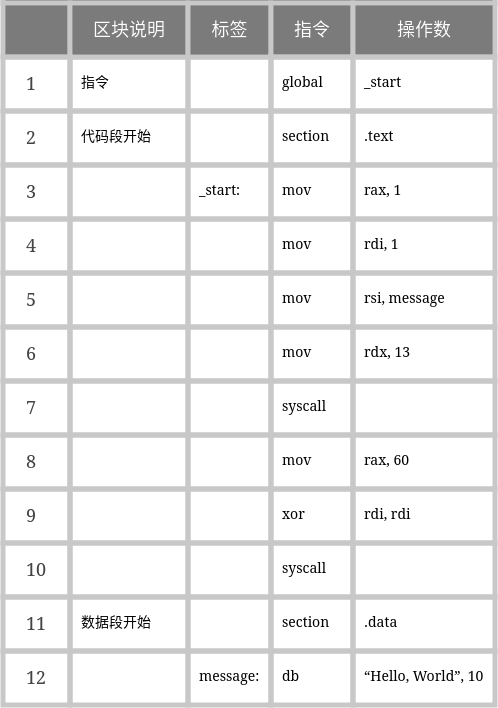 区块说明 标签 指令 操作数
1 指令 global _start
2 代码段开始 section .text
3 _start: mov rax, 1
4 mov rdi, 1
5 mov rsi, message
6 mov rdx, 13
7 syscall
8 mov rax, 60
9 xor rdi, rdi
10 syscall
11 数据段开始 section .data
12 message: db “Hello, World”, 10